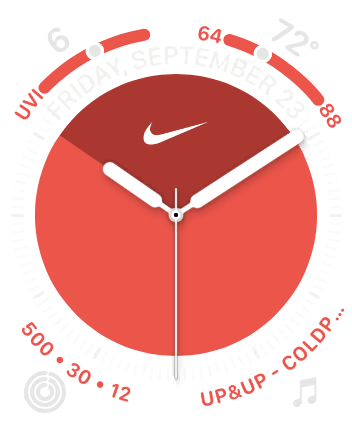 6
72°
UVI
64
88
FRIDAY, SEPTEMBER 23
500 • 30 • 12
UP&UP - COLDP...